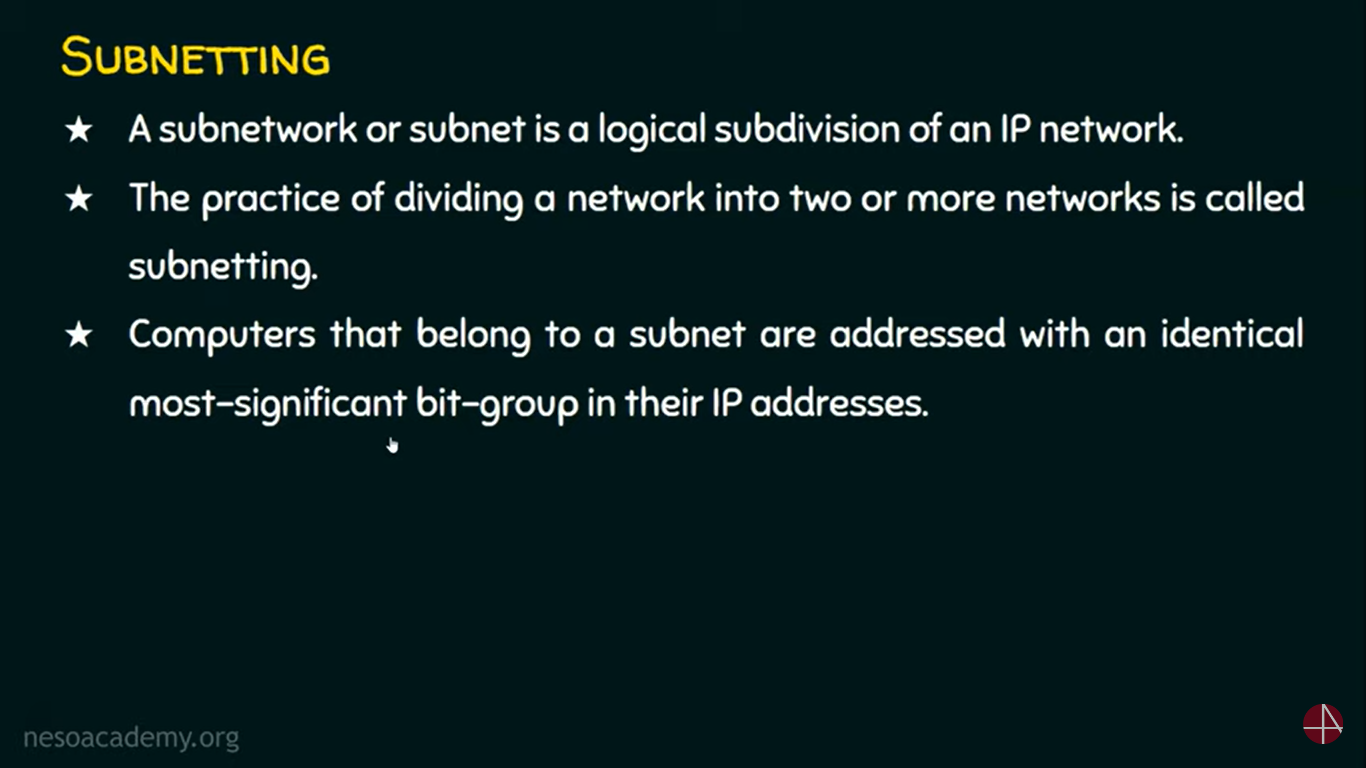 SUBNETTING
★ A subnetwork or subnet is a logical subdivision of an IP network.
★ The practice of dividing a network into two or more networks is called
subnetting.
★ Computers that belong to a subnet are addressed with an identical
most-significant bit-group in their IP addresses.
nesoacademy.org